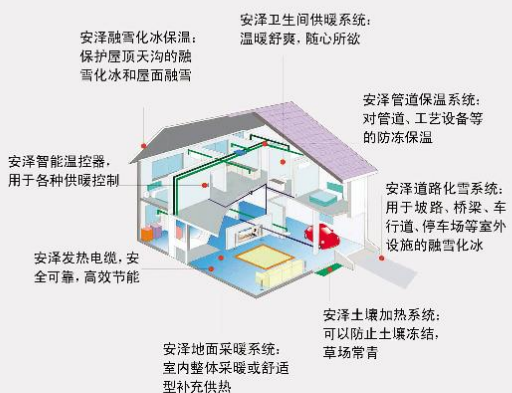 安泽融雪化冰保温:
保护屋顶天沟的融
雪化冰和屋面融雪
安泽卫生间供暖系统:
温暖舒爽，随心所欲
安泽管道保温系统:
对管道、工艺设备等
的防冻保温
安泽智能温控器，
用于各种供暖控制
安泽道路化雪系统:
用于坡路、桥梁、车
行道、停车场等室外
设施的融雪化冰
安泽发热电缆，安
全可靠，高效节能
安泽土壤加热系统:
可以防止土壤冻结，
草场常青
安泽地面采暖系统:
室内整体采暖或舒适
型补充供热